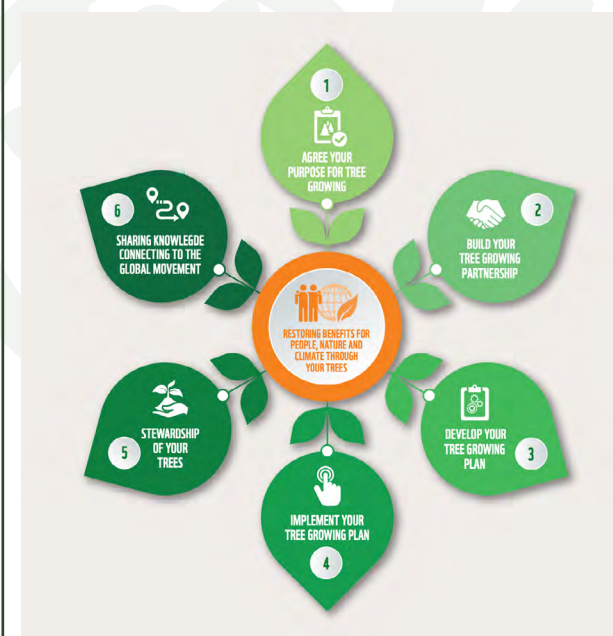 1
AGREE YOUR
PURPOSE FOR TREE
GROWING
2
BUILD YOUR
TREE GROWING
PARTNERSHIP
DEVELOP YOUR
TREE GROWING
PLAN
3
IMPLEMENT YOUR
TREE GROWING PLAN
4
STEWARDSHIP
OF YOUR
TREES
5
6
SHARING KNOWLEGDE
CONNECTING TO THE
GLOBAL MOVEMENT
RESTORING BENEFITS FOR
PEOPLE, NATURE AND
CLIMATE THROUGH
YOUR TREES